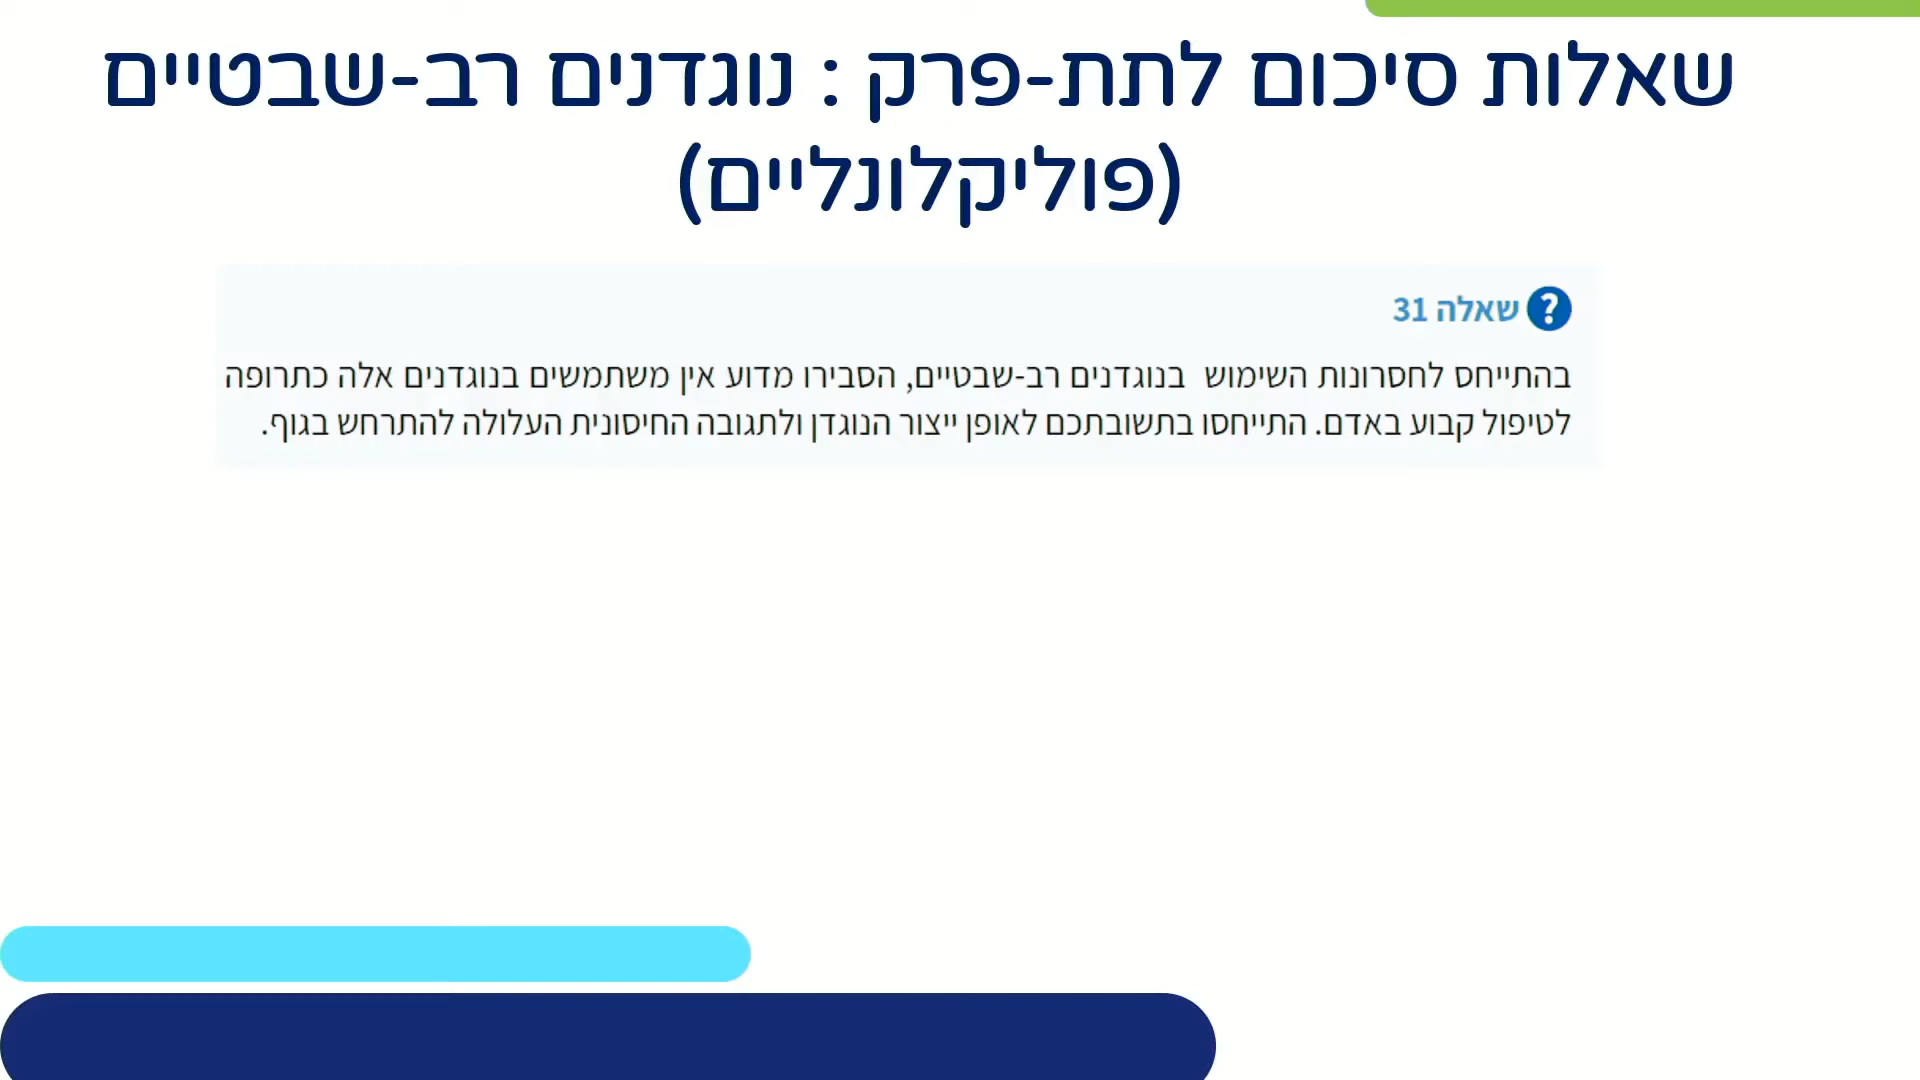 שאלות סיכום לתת-פרק : נוגדנים רב-שבטיים
(פוליקלונליים)
? שאלה 31
בהתייחס לחסרונות השימוש בנוגדנים רב-שבטיים, הסבירו מדוע אין משתמשים בנוגדנים אלה כתרופה
לטיפול קבוע באדם. התייחסו בתשובתכם לאופן ייצור הנוגדן ולתגובה החיסונית העלולה להתרחש בגוף.